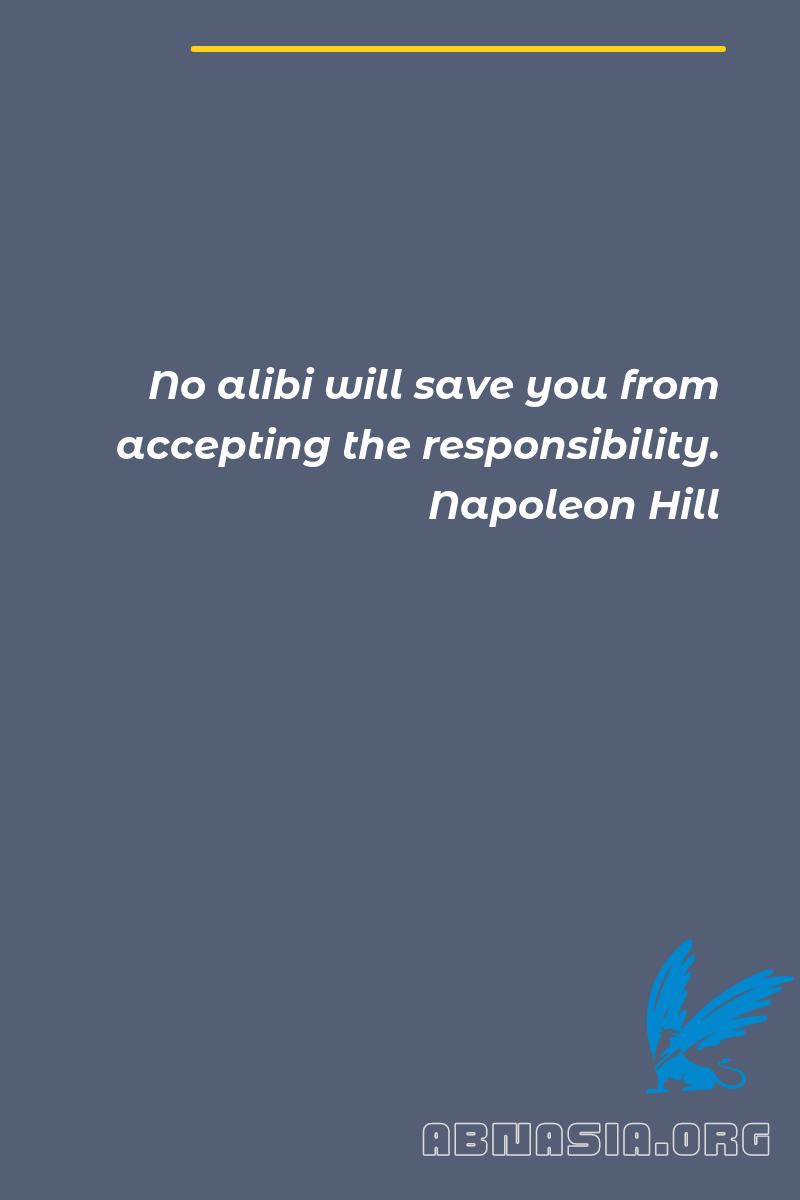 No alibi will save you from
accepting the responsibility.
Napoleon Hill
ABNASIA.ORG